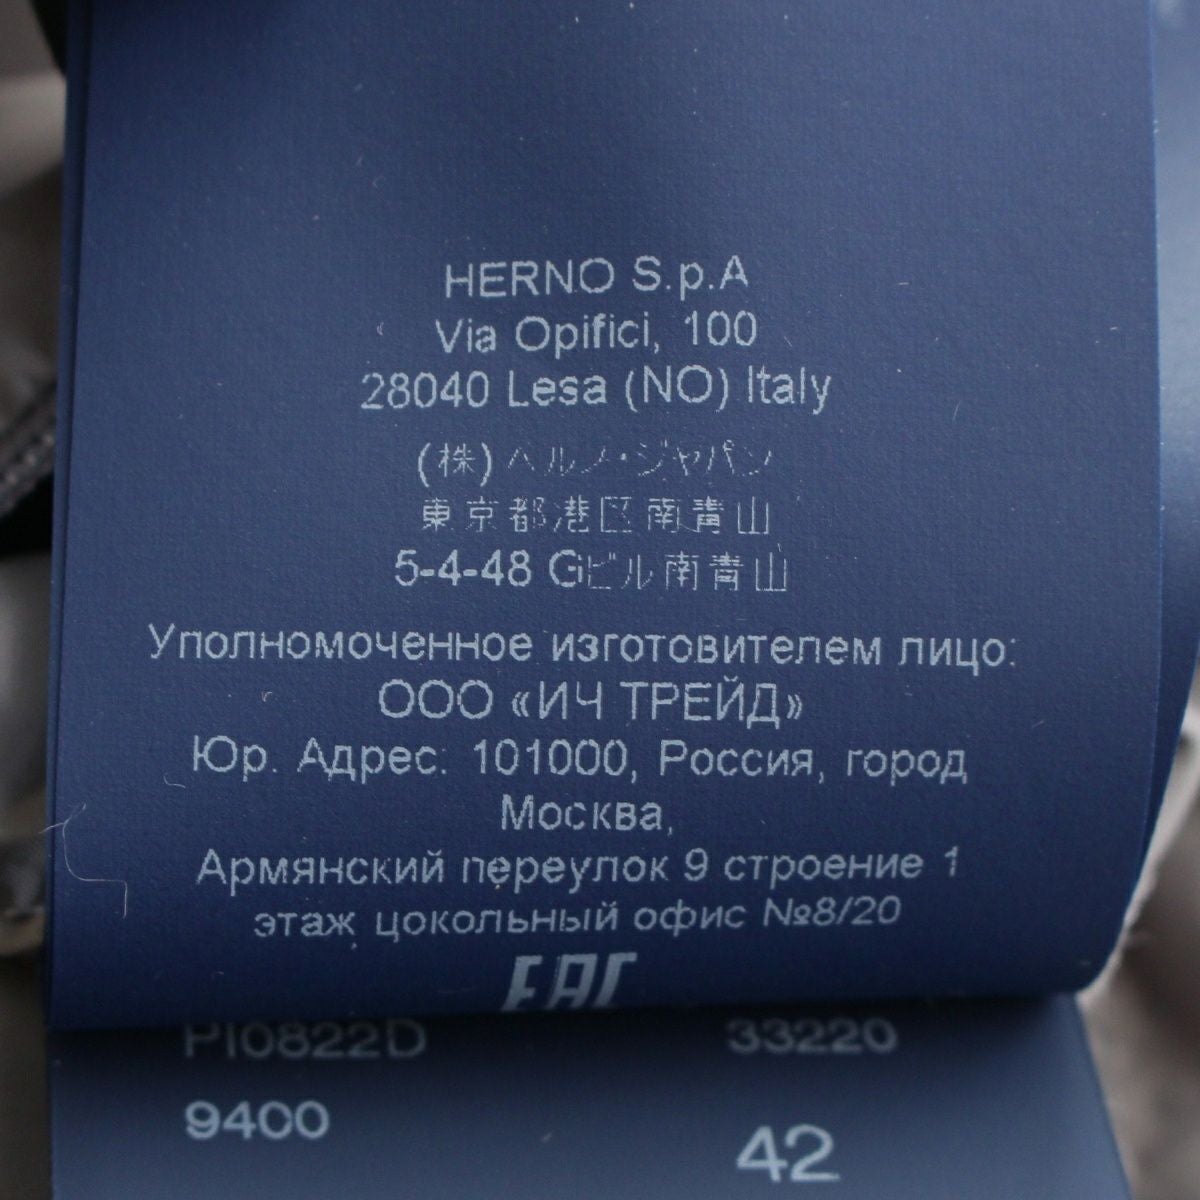 HERNO S.p.A
Via Opifici, 100
28040 Lesa (NO) Italy
(株)ヘルノ・ジャパン
東京都港区南青山
5-4-48 Gビル南青山
Уполномоченное изготовителем лицо:
ООО «ИЧ ТРЕЙД»
Юр. Адрес: 101000, Россия, город
Москва,
Армянский переулок 9 строение 1
этаж цокольный офис №8/20
EAC
PI0822D 33220
9400
42